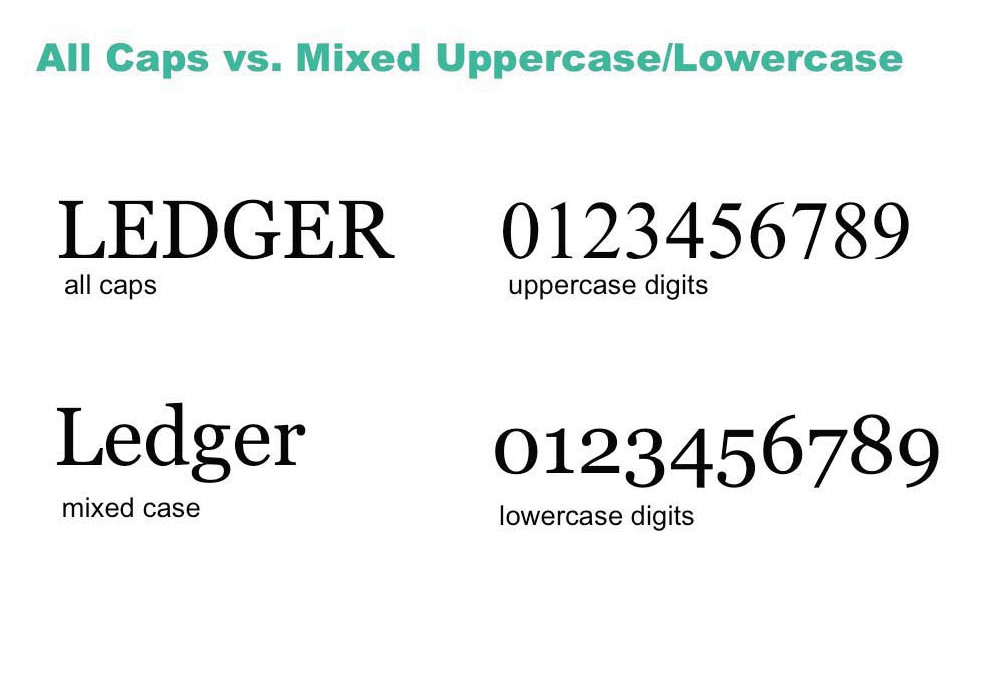 All Caps vs. Mixed Uppercase/Lowercase
LEDGER
all caps
0123456789
uppercase digits
Ledger
mixed case
0123456789
lowercase digits